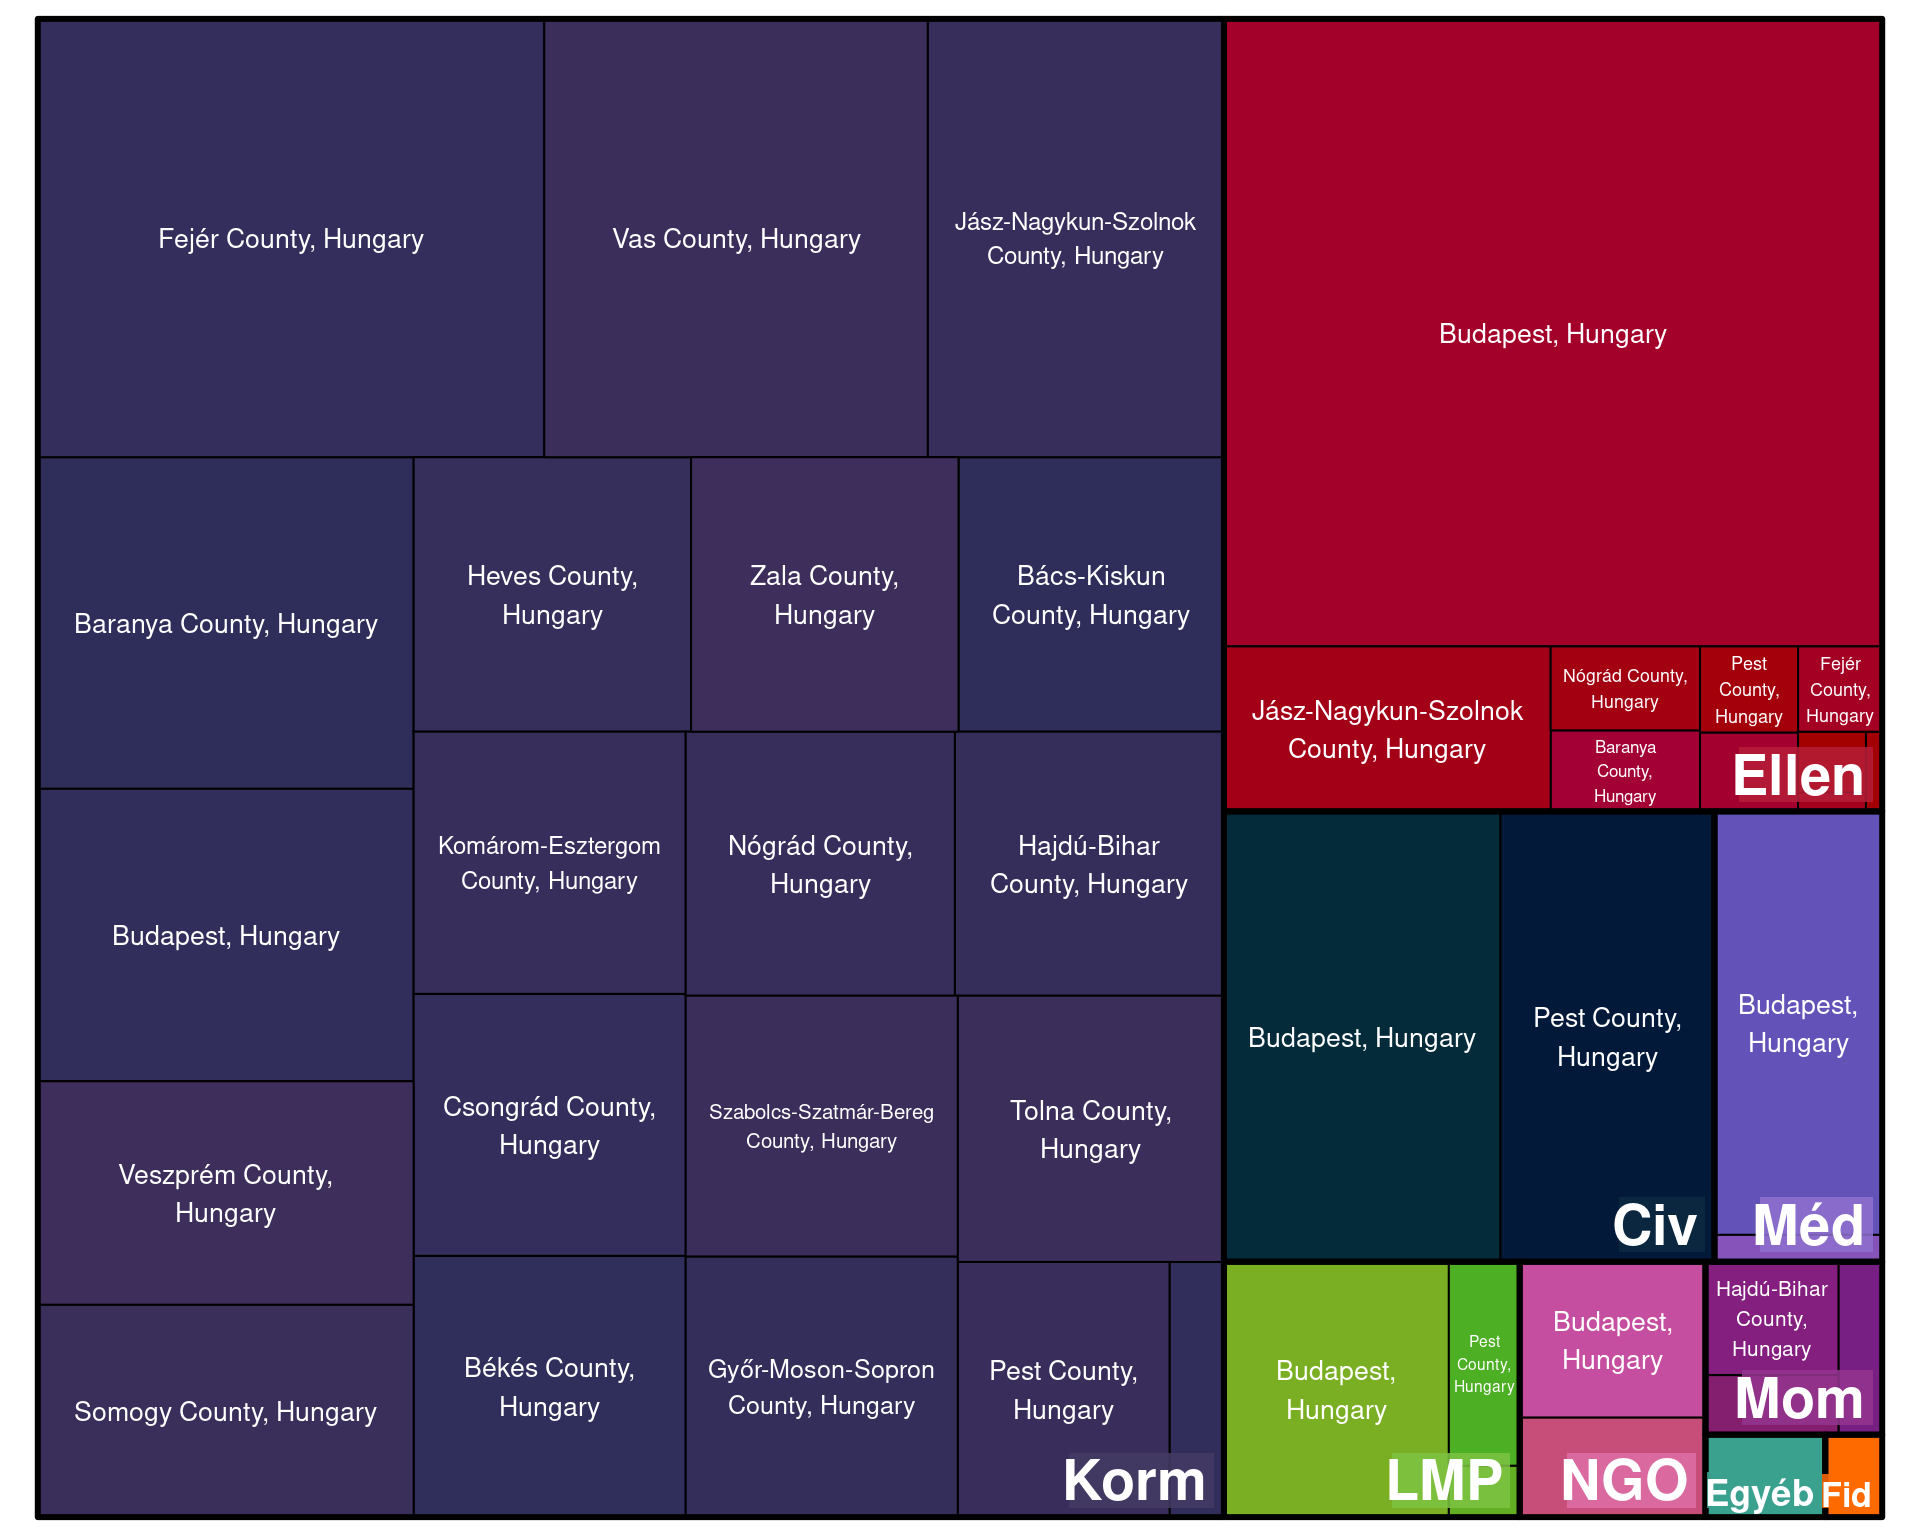 Fejér County, Hungary
Vas County, Hungary
Jász-Nagykun-Szolnok
County, Hungary
Baranya County, Hungary
Heves County,
Hungary
Zala County,
Hungary
Bács-Kiskun
County, Hungary
Budapest, Hungary
Komárom-Esztergom
County, Hungary
Nógrád County,
Hungary
Hajdú-Bihar
County, Hungary
Veszprém County,
Hungary
Csongrád County,
Hungary
Szabolcs-Szatmár-Bereg
County, Hungary
Tolna County,
Hungary
Somogy County, Hungary
Békés County,
Hungary
Győr-Moson-Sopron
County, Hungary
Pest County,
Hungary
Korm
Budapest, Hungary
Jász-Nagykun-Szolnok
County, Hungary
Nógrád County,
Hungary
Baranya
County,
Hungary
Pest
County,
Hungary
Fejér
County,
Hungary
Ellen
Budapest, Hungary
Pest County,
Hungary
Civ
Budapest,
Hungary
Méd
Budapest,
Hungary
Pest
County,
Hungary
LMP
Budapest,
Hungary
NGO
Hajdú-Bihar
County,
Hungary
Mom
Egyéb
Fid